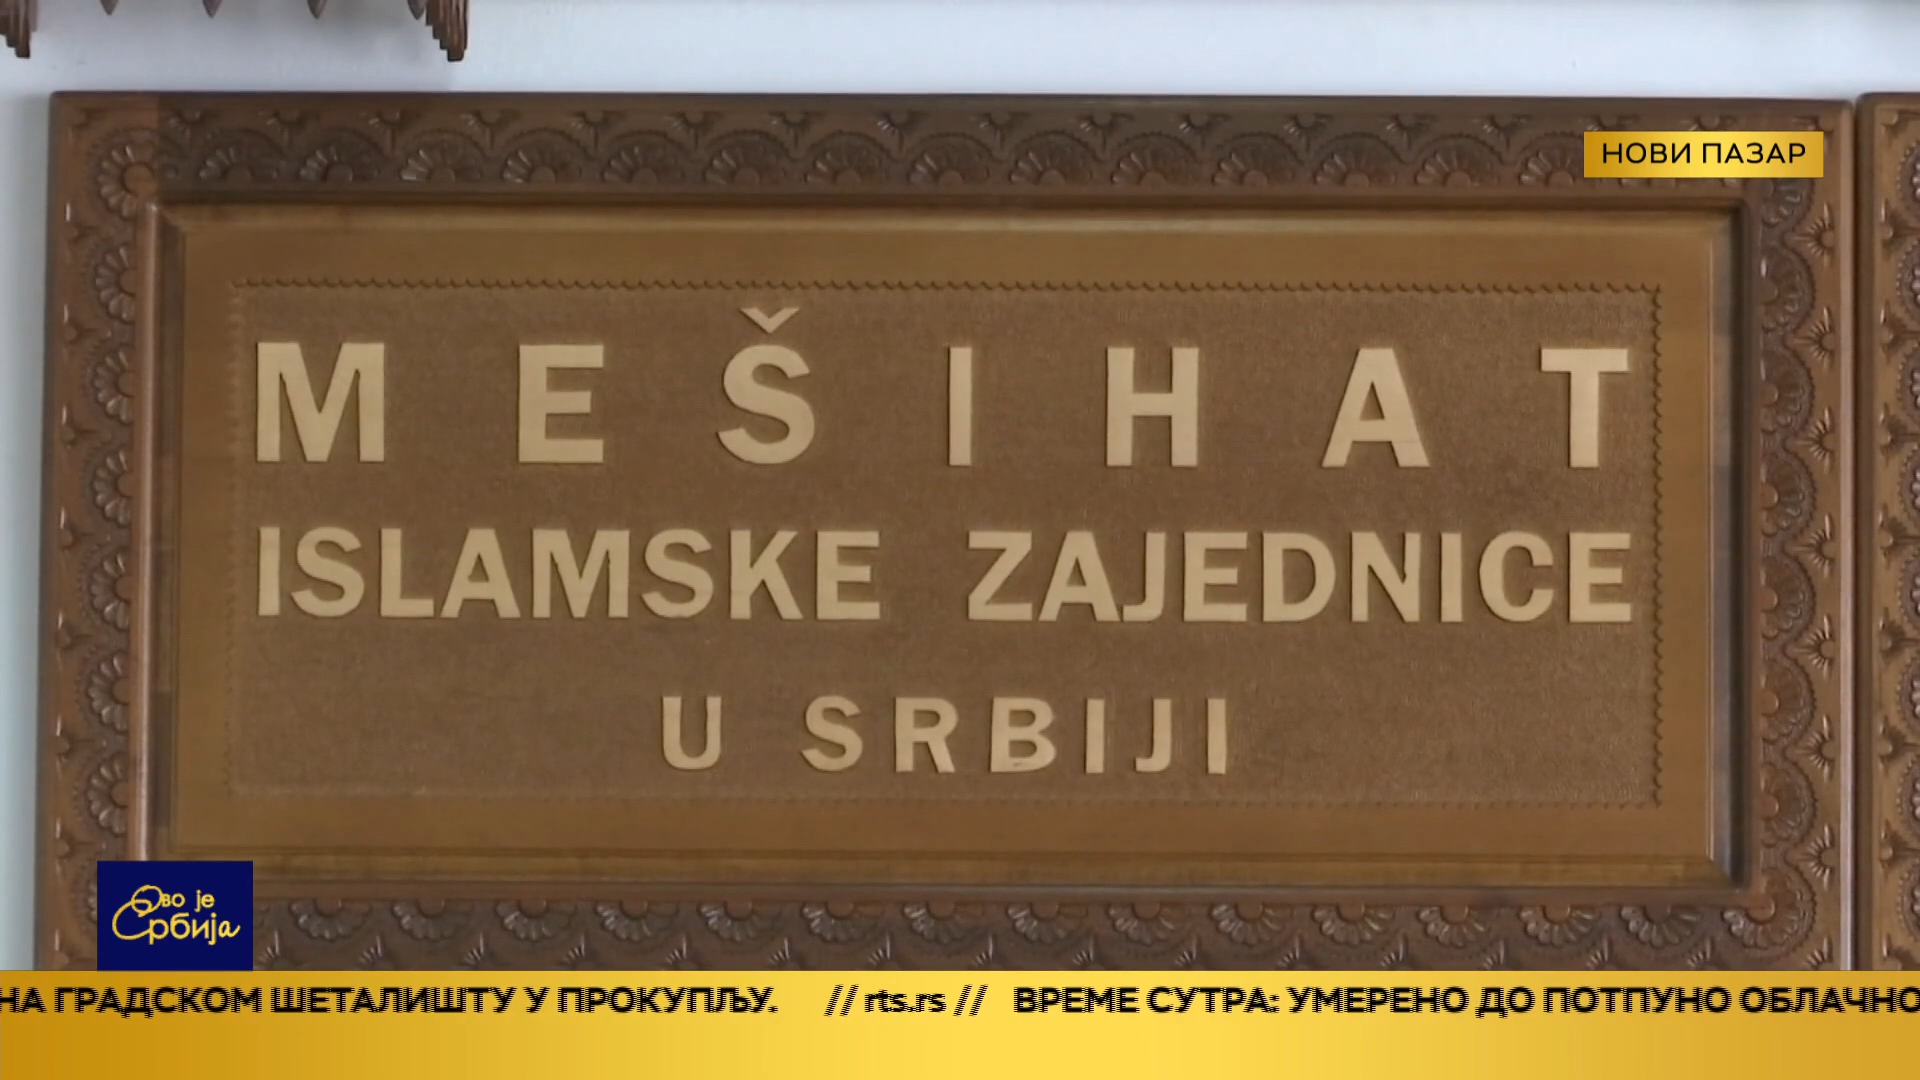 НОВИ ПАЗАР
MEŠIHAT
ISLAMSKE ZAJEDNICE
U SRBIJI
Ово је
Србија
НА ГРАДСКОМ ШЕТАЛИШТУ У ПРОКУПЉУ. // rts.rs // ВРЕМЕ СУТРА: УМЕРЕНО ДО ПОТПУНО ОБЛАЧНО